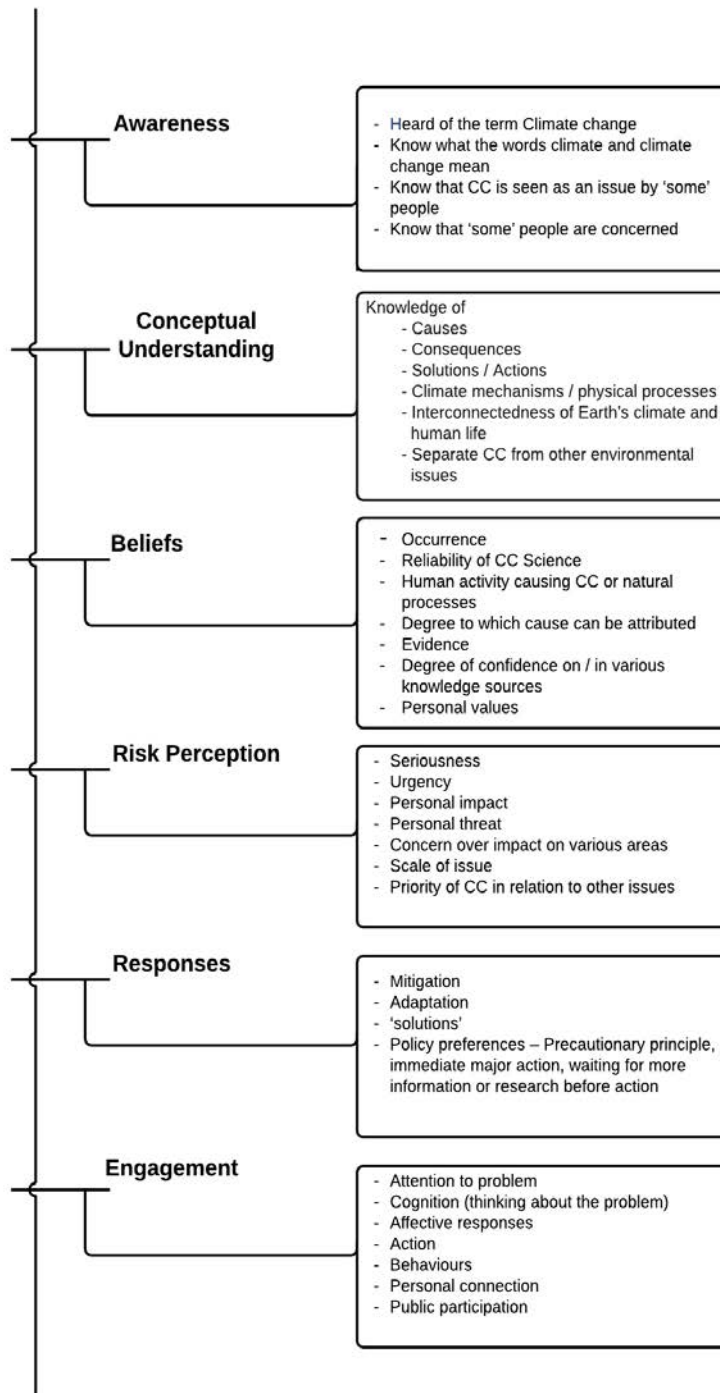 Awareness
- Heard of the term Climate change
- Know what the words climate and climate
change mean
- Know that CC is seen as an issue by ‘some’
people
- Know that ‘some’ people are concerned
Conceptual
Understanding
Knowledge of
- Causes
- Consequences
- Solutions / Actions
- Climate mechanisms / physical processes
- Interconnectedness of Earth’s climate and
human life
- Separate CC from other environmental
issues
Beliefs
- Occurrence
- Reliability of CC Science
- Human activity causing CC or natural
processes
- Degree to which cause can be attributed
- Evidence
- Degree of confidence on / in various
knowledge sources
- Personal values
Risk Perception
- Seriousness
- Urgency
- Personal impact
- Personal threat
- Concern over impact on various areas
- Scale of issue
- Priority of CC in relation to other issues
Responses
- Mitigation
- Adaptation
- ‘solutions’
- Policy preferences – Precautionary principle,
immediate major action, waiting for more
information or research before action
Engagement
- Attention to problem
- Cognition (thinking about the problem)
- Affective responses
- Action
- Behaviours
- Personal connection
- Public participation